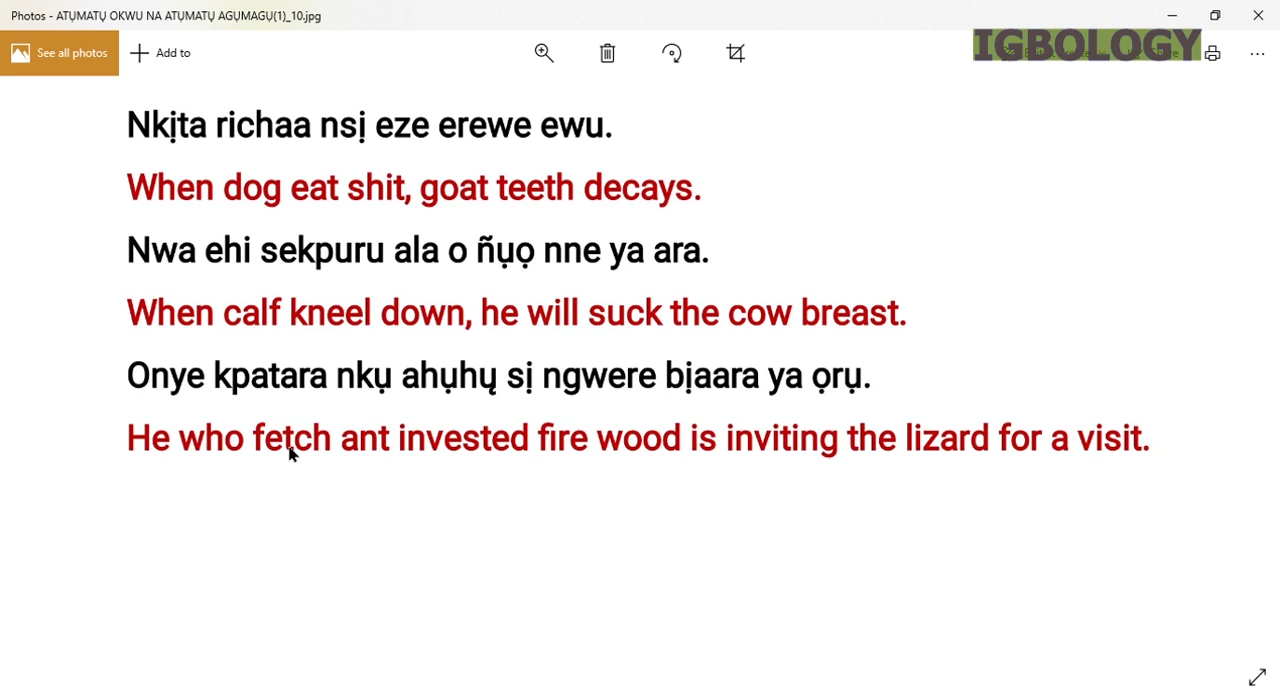 Photos - ATỤMATỤ OKWU NA ATỤMATỤ AGỤMAGỤ(1)_10.jpg
See all photos
Add to
IGBOLOGY
Nkịta richaa nsị eze erewe ewu.
When dog eat shit, goat teeth decays.
Nwa ehi sekpuru ala o ñụọ nne ya ara.
When calf kneel down, he will suck the cow breast.
Onye kpatara nkụ ahụhụ sị ngwere bịaara ya ọrụ.
He who fetch ant invested fire wood is inviting the lizard for a visit.